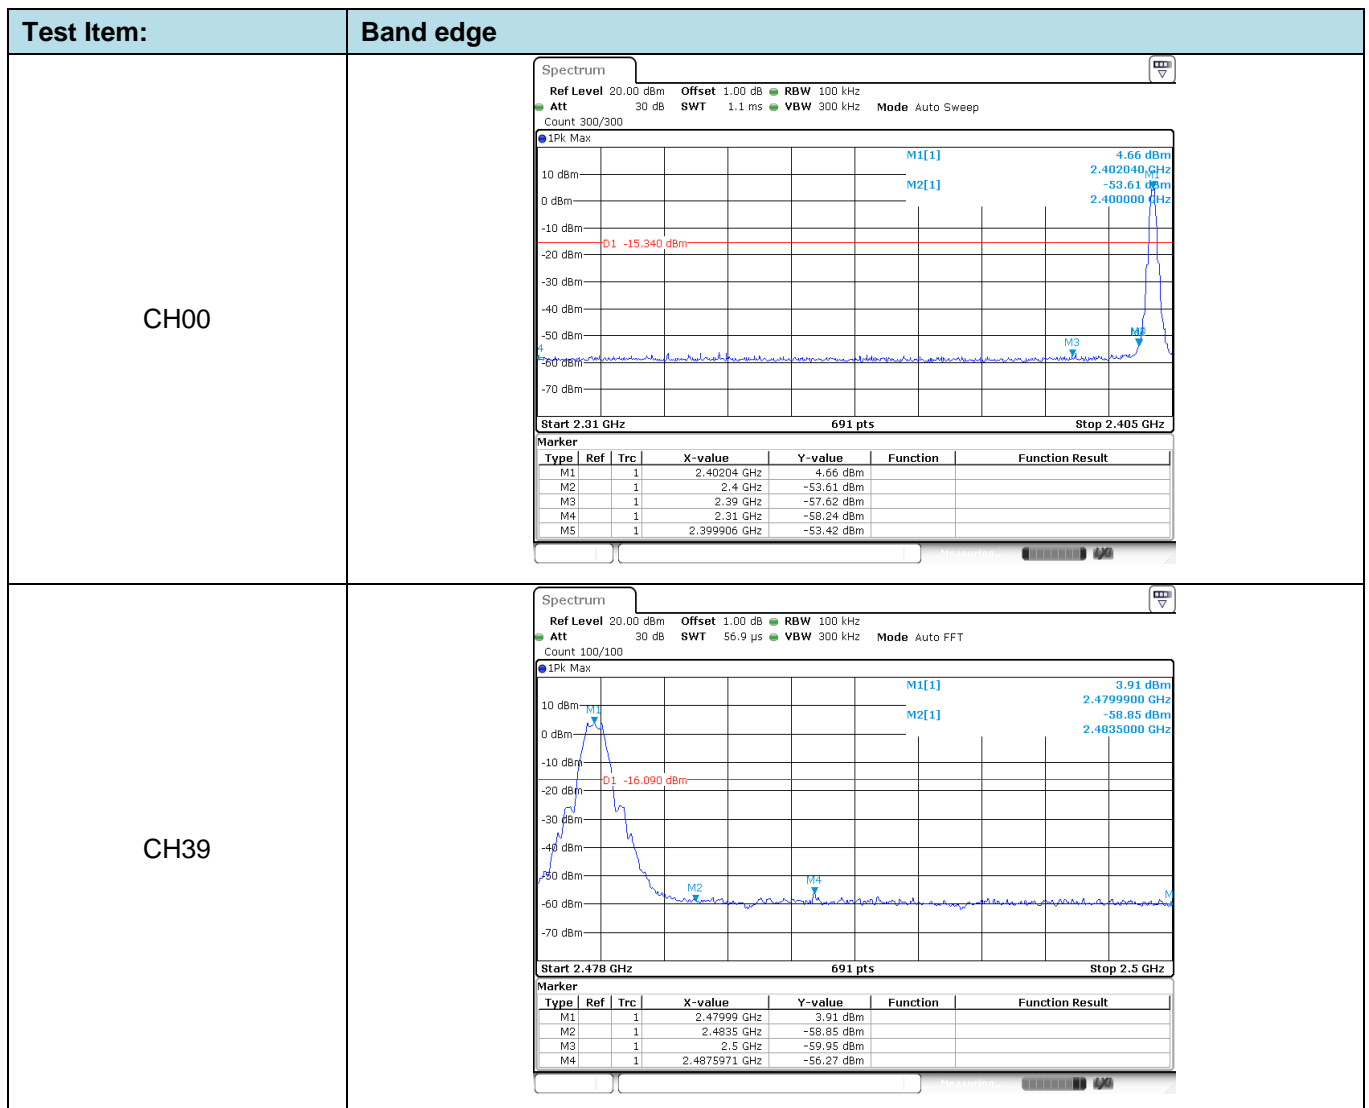 Test Item: Band edge
CH00
Spectrum
Ref Level 20.00 dBm Offset 1.00 dB RBW 100 kHz
Att 30 dB SWT 1.1 ms VBW 300 kHz Mode Auto Sweep
Count 300/300
1Pk Max
M1[1] 4.66 dBm
2.402040 GHz
M2[1] -53.61 dBm
2.400000 GHz
M1
10 dBm
0 dBm
-10 dBm
D1 -15.340 dBm
-20 dBm
-30 dBm
-40 dBm
-50 dBm
M3
4
-60 dBm
-70 dBm
Start 2.31 GHz 691 pts Stop 2.405 GHz
Marker
Type Ref Trc X-value Y-value Function Function Result
M1 1 2.40204 GHz 4.66 dBm
M2 1 2.4 GHz -53.61 dBm
M3 1 2.39 GHz -57.62 dBm
M4 1 2.31 GHz -58.24 dBm
M5 1 2.399906 GHz -53.42 dBm
Measuring...
CH39
Spectrum
Ref Level 20.00 dBm Offset 1.00 dB RBW 100 kHz
Att 30 dB SWT 56.9 µs VBW 300 kHz Mode Auto FFT
Count 100/100
1Pk Max
M1[1] 3.91 dBm
2.4799900 GHz
M2[1] -58.85 dBm
2.4835000 GHz
10 dBm
M1
0 dBm
-10 dBm
D1 -16.090 dBm
-20 dBm
-30 dBm
-40 dBm
-50 dBm
M2
M4
M
-60 dBm
-70 dBm
Start 2.478 GHz 691 pts Stop 2.5 GHz
Marker
Type Ref Trc X-value Y-value Function Function Result
M1 1 2.47999 GHz 3.91 dBm
M2 1 2.4835 GHz -58.85 dBm
M3 1 2.5 GHz -59.95 dBm
M4 1 2.4875971 GHz -56.27 dBm
Measuring...